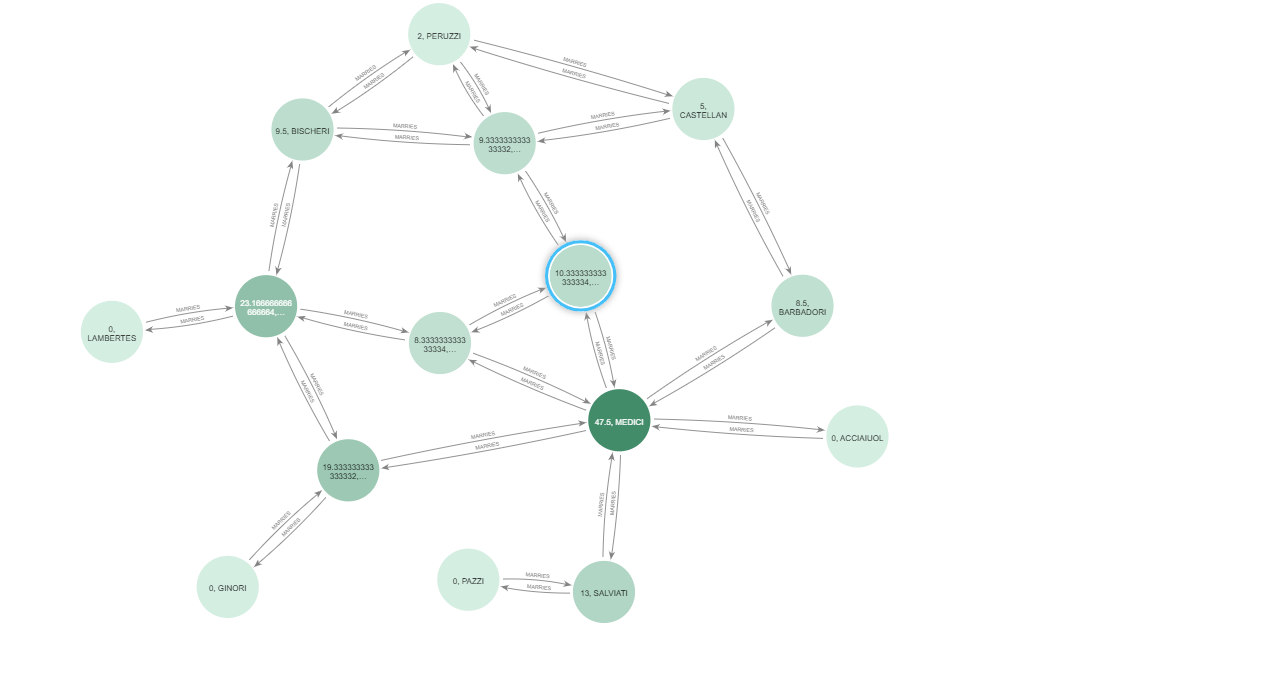 2, PERUZZI
MARRIES
MARRIES
MARRIES
MARRIES
MARRIES
MARRIES
5,
CASTELLAN
9.5, BISCHERI
MARRIES
MARRIES
9.3333333333
33332,...
MARRIES
MARRIES
MARRIES
MARRIES
MARRIES
MARRIES
MARRIES
MARRIES
10.333333333
333334,...
23.166666666
666664,...
8.5,
BARBADORI
0,
LAMBERTES
MARRIES
MARRIES
MARRIES
MARRIES
8.3333333333
33334,...
MARRIES
MARRIES
MARRIES
MARRIES
MARRIES
MARRIES
MARRIES
MARRIES
MARRIES
MARRIES
47.5, MEDICI
MARRIES
MARRIES
0, ACCIAIUOL
MARRIES
MARRIES
19.333333333
333332,...
MARRIES
MARRIES
MARRIES
MARRIES
0, GINORI
0, PAZZI
MARRIES
MARRIES
13, SALVIATI